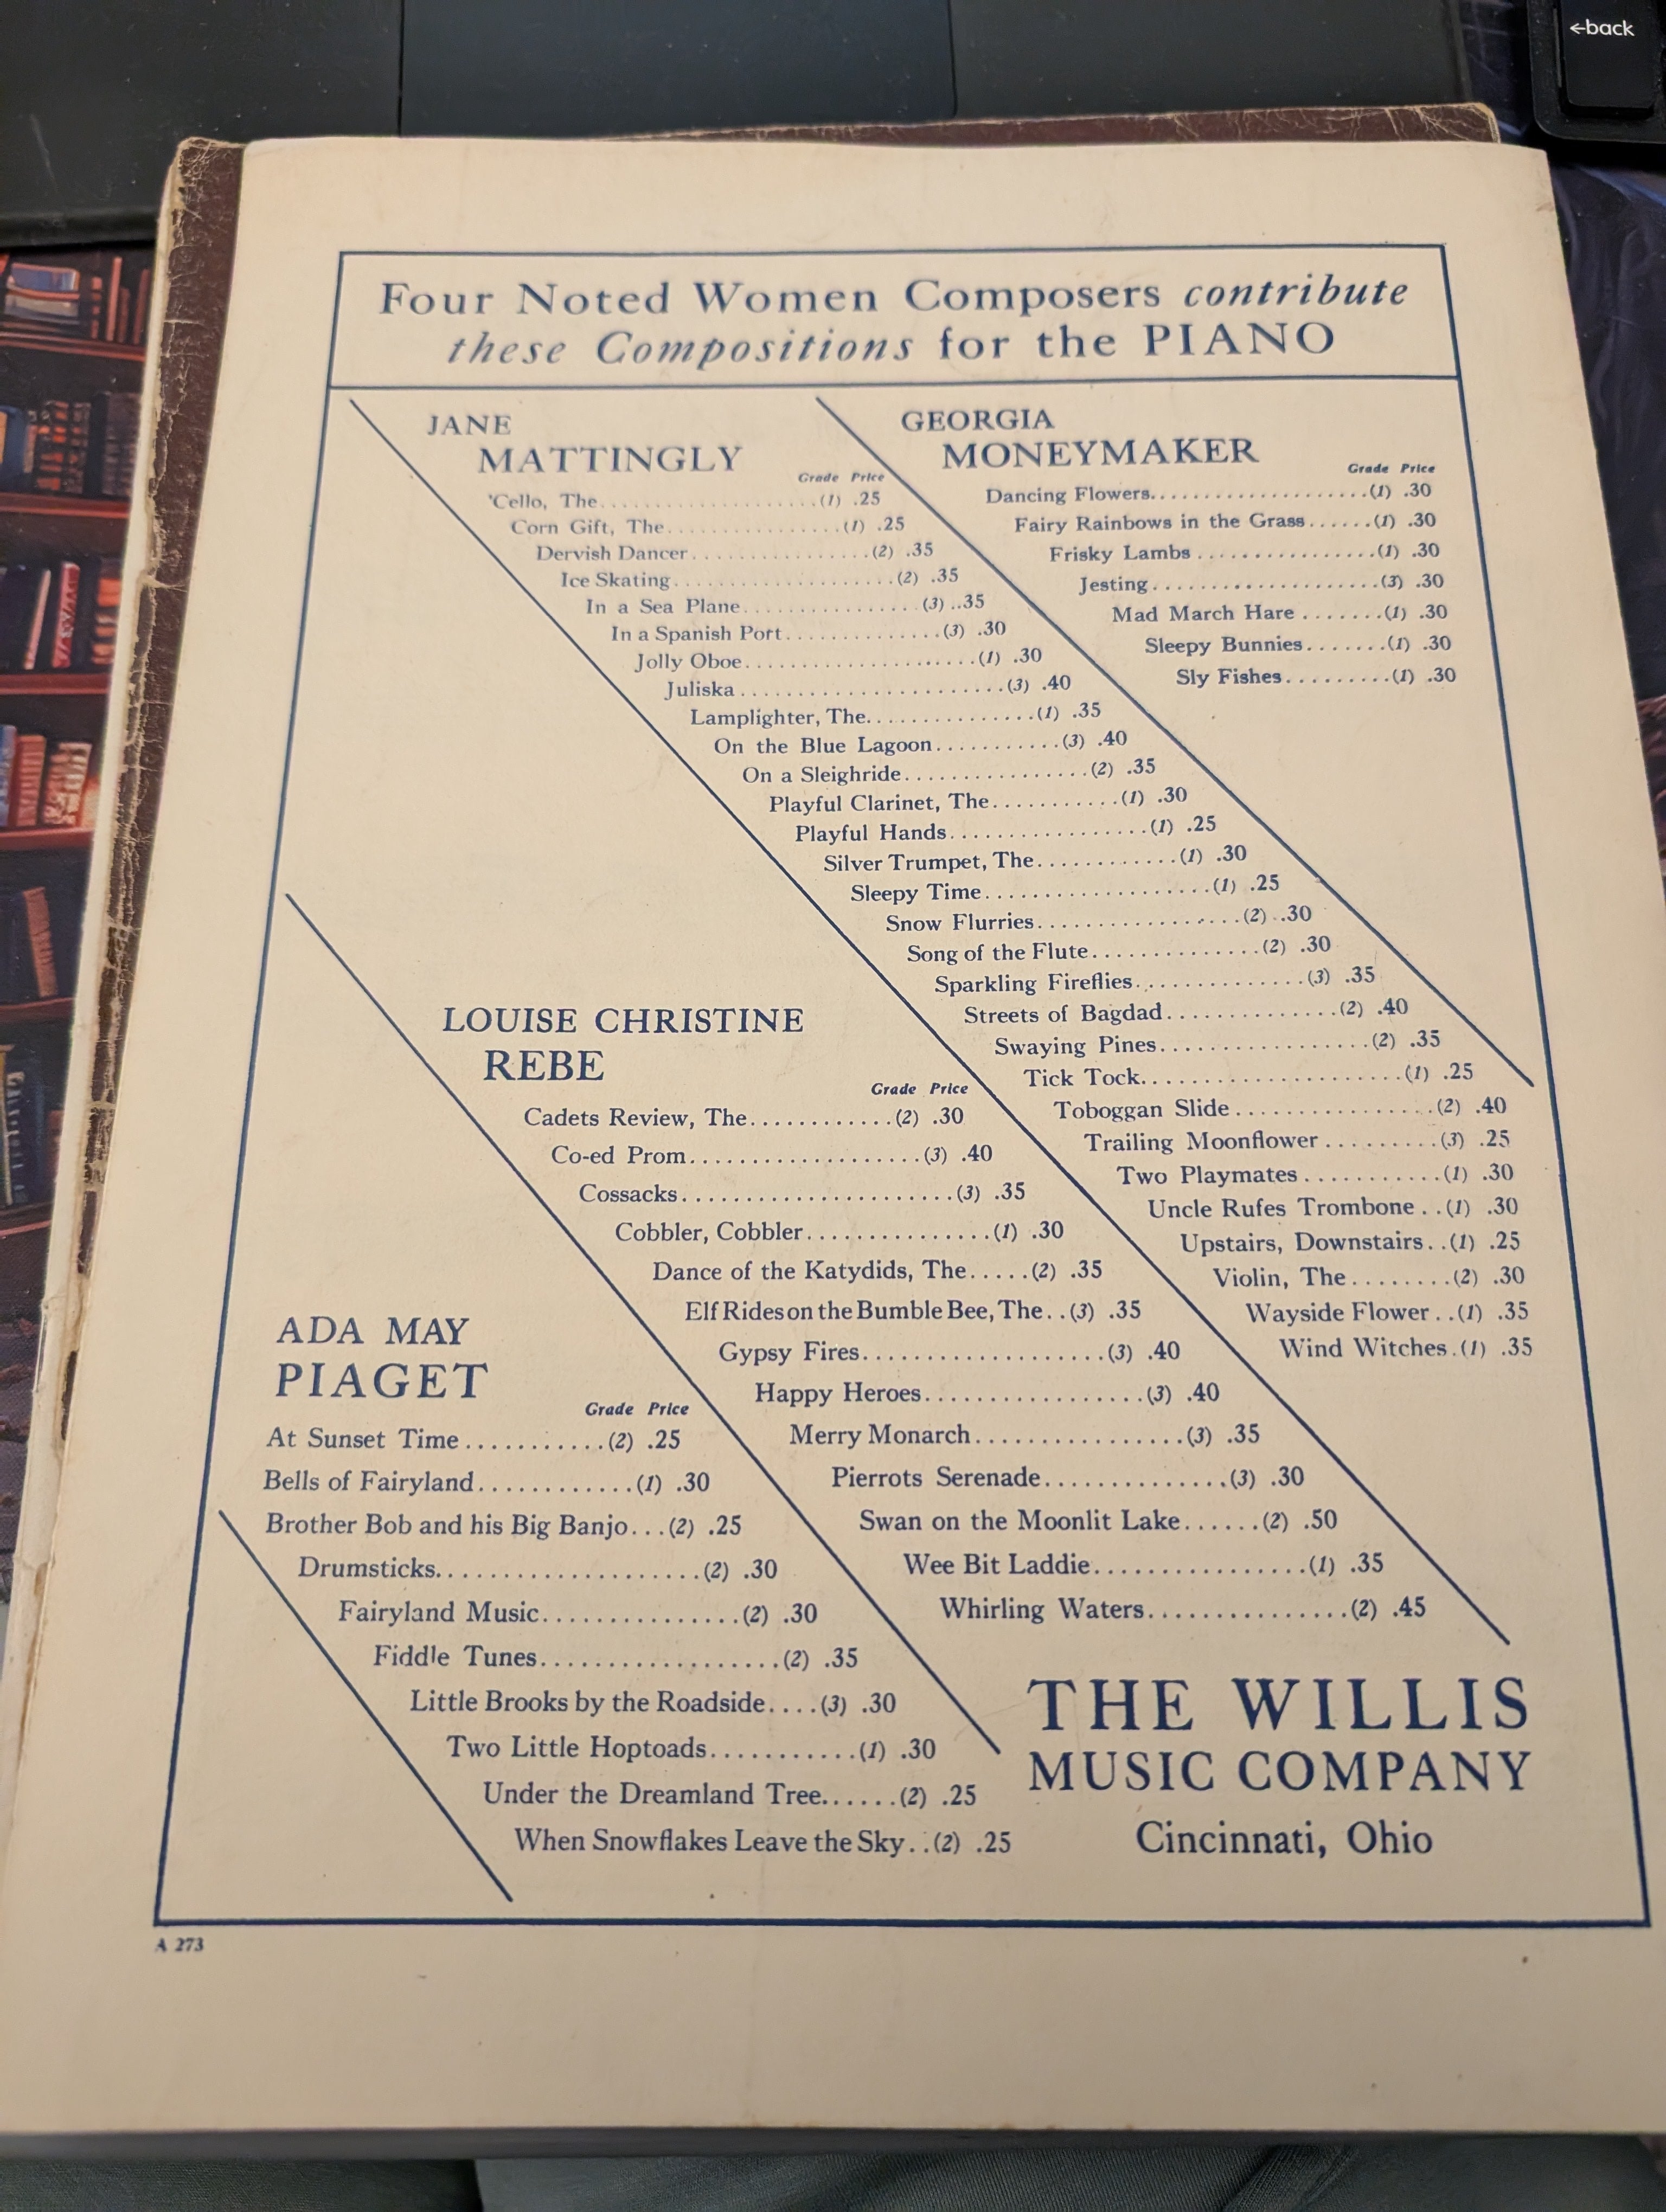 ←back
Four Noted Women Composers contribute
these Compositions for the PIANO
JANE
MATTINGLY
Grade Price
'Cello, The....................(1) .25
Corn Gift, The................(1) .25
Dervish Dancer................(2) .35
Ice Skating....................(2) .35
In a Sea Plane................(3)..35
In a Spanish Port..............(3) .30
Jolly Oboe.....................(1) .30
Juliska........................(3) .40
Lamplighter, The...............(1) .35
On the Blue Lagoon...........(3) .40
On a Sleighride................(2) .35
Playful Clarinet, The...........(1) .30
Playful Hands.................(1) .25
Silver Trumpet, The............(1) .30
Sleepy Time...................(1) .25
Snow Flurries..................(2)..30
Song of the Flute..............(2) .30
Sparkling Fireflies..............(3) .35
Streets of Bagdad..............(2) .40
Swaying Pines..................(2) .35
Tick Tock.......................(1) .25
Toboggan Slide.................(2) .40
Trailing Moonflower.........(3) .25
Two Playmates...........(1) .30
Uncle Rufes Trombone..(1) .30
Upstairs, Downstairs..(1) .25
Violin, The........(2) .30
Wayside Flower..(1) .35
Wind Witches.(1) .35
GEORGIA
MONEYMAKER
Grade Price
Dancing Flowers...................(1) .30
Fairy Rainbows in the Grass......(1) .30
Frisky Lambs................(1) .30
Jesting....................(3) .30
Mad March Hare.......(1) .30
Sleepy Bunnies.......(1) .30
Sly Fishes.........(1) .30
LOUISE CHRISTINE
REBE
Grade Price
Cadets Review, The............(2) .30
Co-ed Prom....................(3) .40
Cossacks........................(3) .35
Cobbler, Cobbler...............(1) .30
Dance of the Katydids, The.....(2) .35
Elf Rides on the Bumble Bee, The..(3) .35
Gypsy Fires....................(3) .40
Happy Heroes..................(3) .40
Merry Monarch................(3) .35
Pierrots Serenade..............(3) .30
Swan on the Moonlit Lake......(2) .50
Wee Bit Laddie.................(1) .35
Whirling Waters................(2) .45
ADA MAY
PIAGET
Grade Price
At Sunset Time...........(2) .25
Bells of Fairyland............(1) .30
Brother Bob and his Big Banjo...(2) .25
Drumsticks....................(2) .30
Fairyland Music...............(2) .30
Fiddle Tunes..................(2) .35
Little Brooks by the Roadside....(3) .30
Two Little Hoptoads...........(1) .30
Under the Dreamland Tree......(2) .25
When Snowflakes Leave the Sky..(2) .25
THE WILLIS
MUSIC COMPANY
Cincinnati, Ohio
A 273